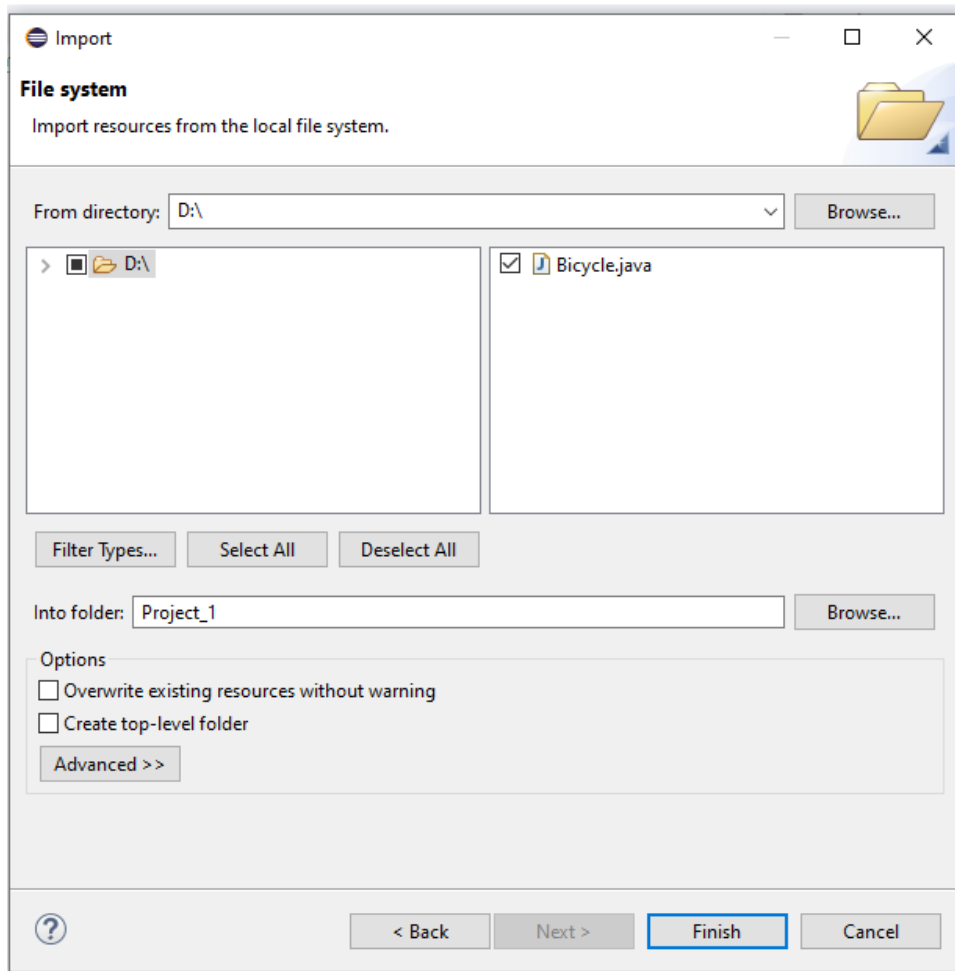 Import
File system
Import resources from the local file system.
From directory: D:\ Browse...
D:\ Bicycle.java
Filter Types... Select All Deselect All
Into folder: Project_1 Browse...
Options
Overwrite existing resources without warning
Create top-level folder
Advanced >>
? < Back Next > Finish Cancel